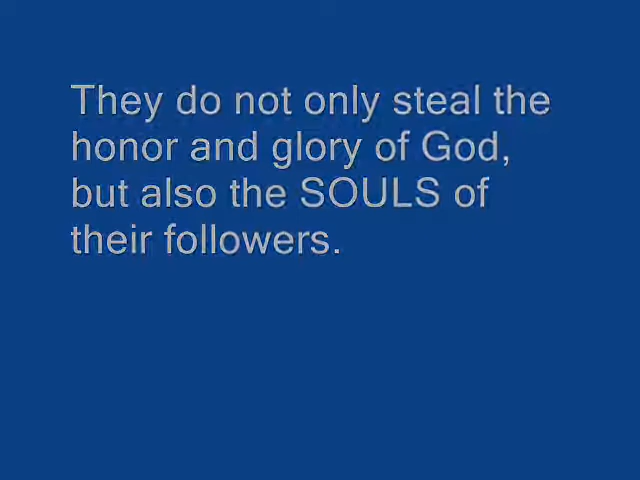 They do not only steal the
honor and glory of God,
but also the SOULS of
their followers.